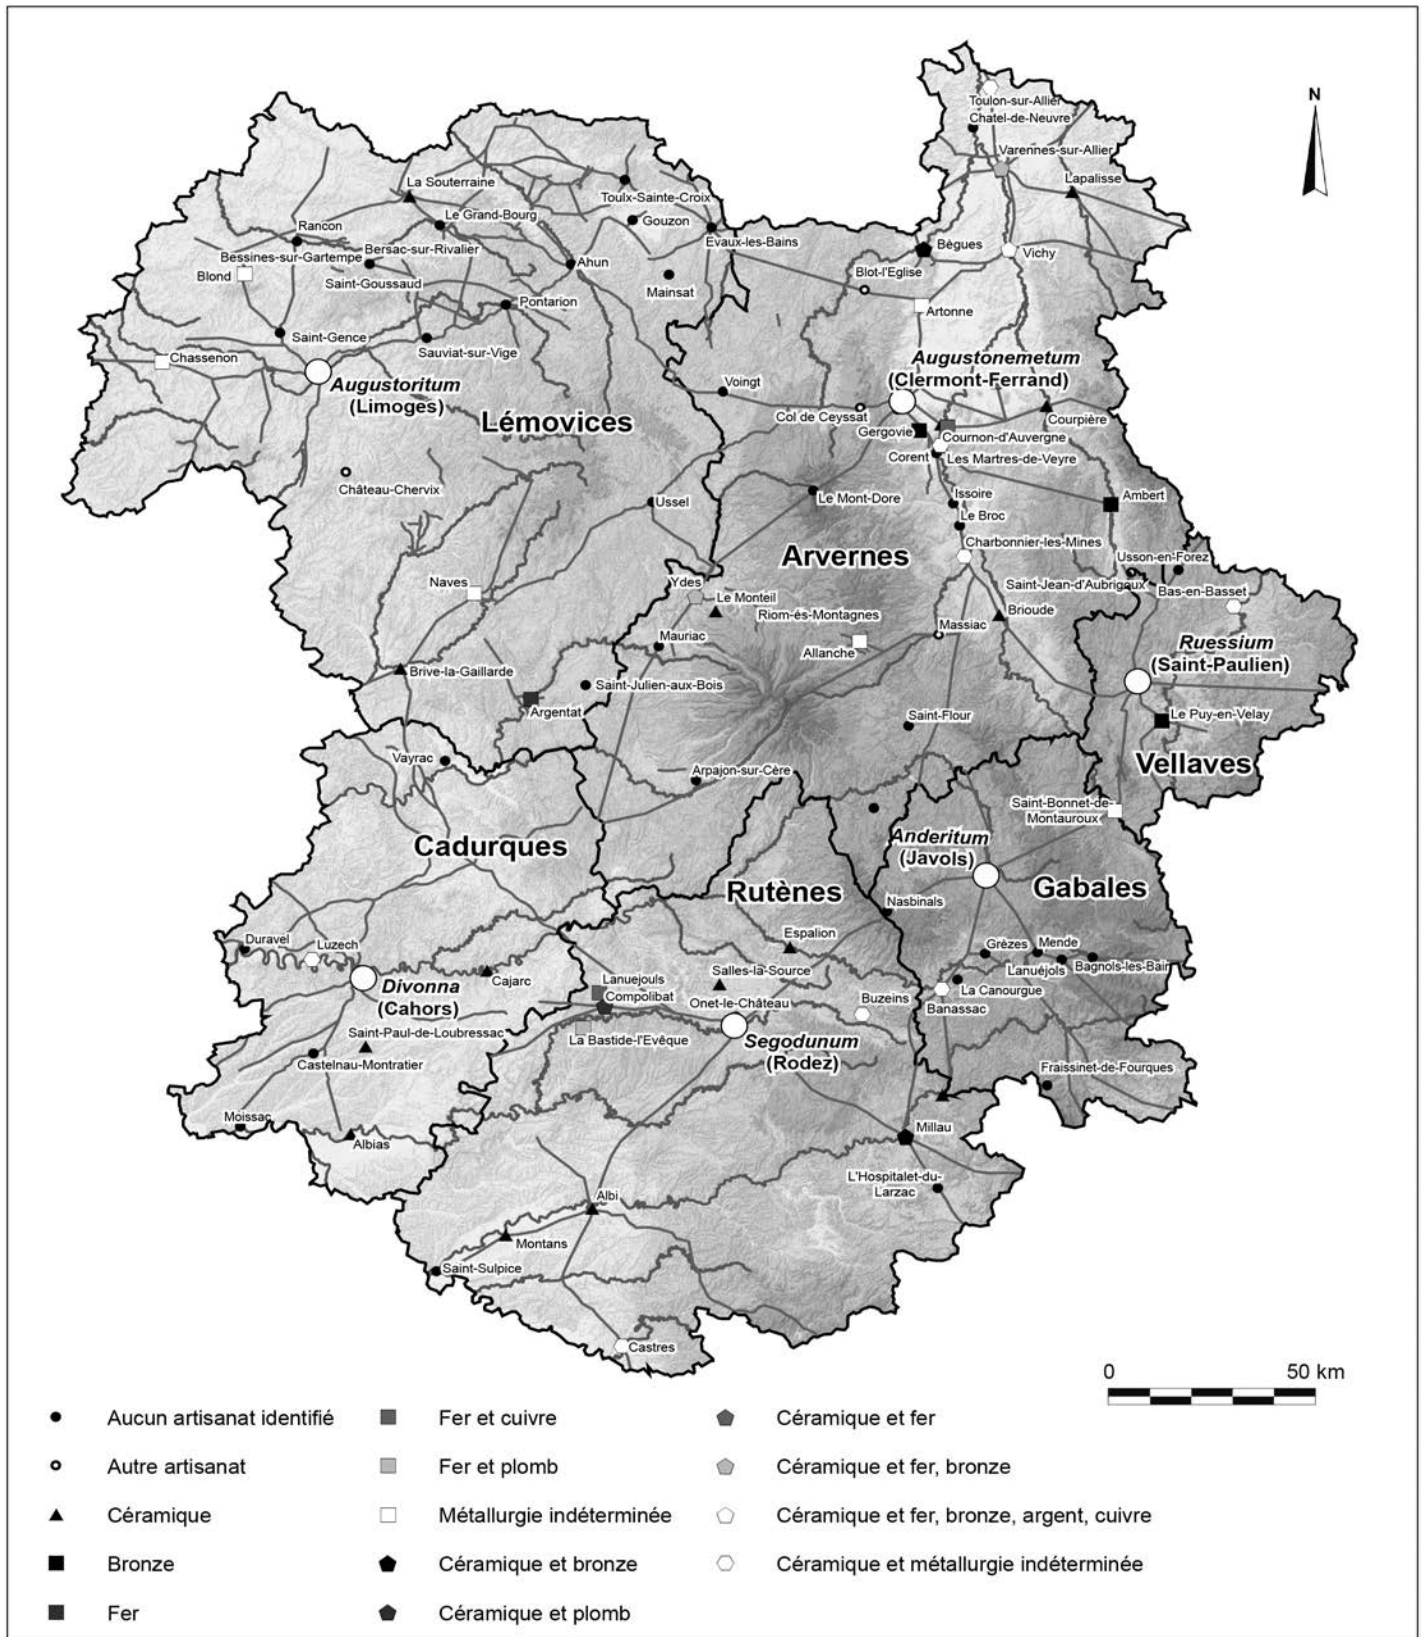 N
Toulon-sur-Allier
Chatel-de-Neuvre
Varennes-sur-Allier
Lapalisse
La Souterraine
Toulx-Sainte-Croix
Le Grand-Bourg
Gouzon
Rancon
Evaux-les-Bains
Bersac-sur-Rivalier
Bessines-sur-Gartempe
Ahun
Bègues
Vichy
Blond
Saint-Goussaud
Mainsat
Blot-l'Eglise
Pontarion
Artonne
Saint-Gence
Sauviat-sur-Vige
Chassenon
Augustoritum
(Limoges)
Augustonemetum
(Clermont-Ferrand)
Voingt
Lémovices
Col de Ceyssat
Courpière
Gergovie
Cournon-d'Auvergne
Corent
Les Martres-de-Veyre
Château-Chervix
Ussel
Le Mont-Dore
Issoire
Ambert
Le Broc
Arvernes
Charbonnier-les-Mines
Usson-en-Forez
Naves
Ydes
Saint-Jean-d'Aubrigoux
Bas-en-Basset
Le Monteil
Riom-és-Montagnes
Brioude
Massiac
Mauriac
Allanche
Ruessium
(Saint-Paulien)
Brive-la-Gaillarde
Saint-Julien-aux-Bois
Argentat
Saint-Flour
Le Puy-en-Velay
Vayrac
Arpajon-sur-Cère
Vellaves
Saint-Bonnet-de-
Montauroux
Cadurques
Anderitum
(Javols)
Rutènes
Gabales
Nasbinals
Duravel
Luzech
Espalion
Grèzes
Mende
Salles-la-Source
Lanuéjols
Bagnols-les-Bain
Cajarc
Lanuejouls
Divonna
(Cahors)
Compolibat
Onet-le-Château
Buzeins
La Canourgue
Banassac
Saint-Paul-de-Loubressac
La Bastide-l'Evêque
Segodunum
(Rodez)
Castelnau-Montratier
Fraissinet-de-Fourques
Moissac
Albias
Millau
L'Hospitalet-du-
Larzac
Albi
Montans
Saint-Sulpice
Castres
0 50 km
Aucun artisanat identifié
Autre artisanat
Céramique
Bronze
Fer
Fer et cuivre
Fer et plomb
Métallurgie indéterminée
Céramique et bronze
Céramique et plomb
Céramique et fer
Céramique et fer, bronze
Céramique et fer, bronze, argent, cuivre
Céramique et métallurgie indéterminée